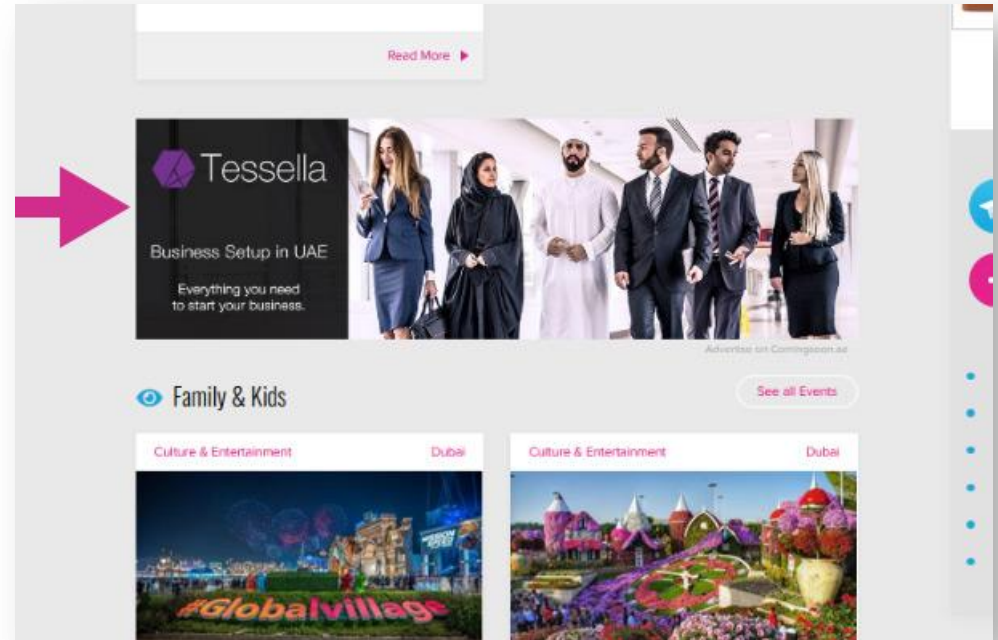 Read More
Tessella
Business Setup in UAE
Everything you need
to start your business.
Advertise on Comingsoon.ae
Family & Kids
See all Events
Culture & Entertainment
Dubai
Culture & Entertainment
Dubai
#Globalvillage